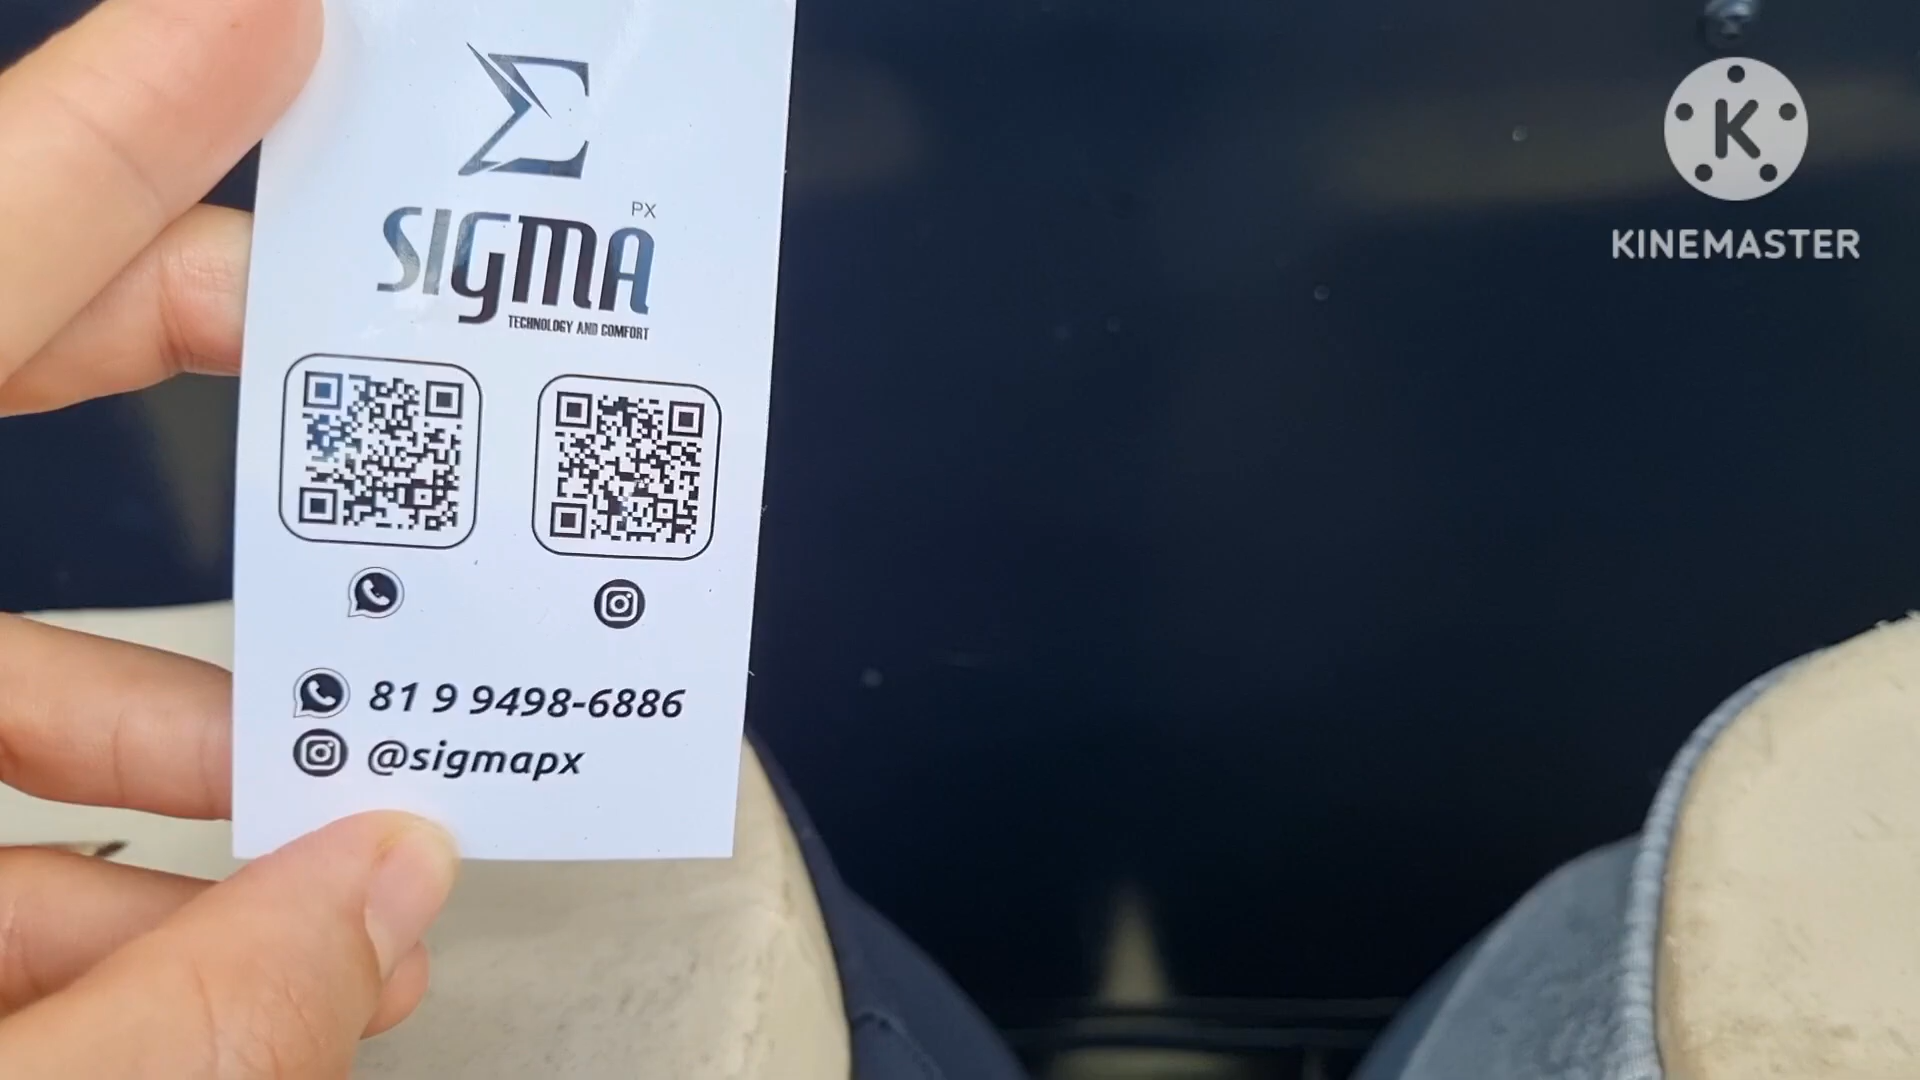 Σ
PX
SIGMA
TECHNOLOGY AND COMFORT
81 9 9498-6886
@sigmapx
K
KINEMASTER